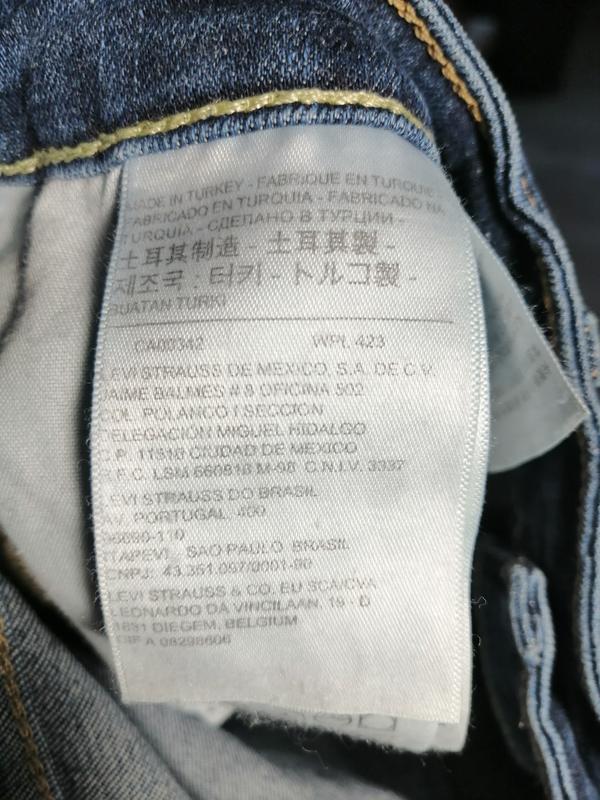 MADE IN TURKEY - FABRIQUE EN TURQUIE -
FABRICADO EN TURQUIA - FABRICADO NA
TURQUIA - СДЕЛАНО В ТУРЦИИ -
土耳其制造 - 土耳其製 -
제조국 : 터키 - トルコ製 -
BUATAN TURKI
CA00342 WPL 423
LEVI STRAUSS DE MEXICO, S.A. DE C.V.
JAIME BALMES # 8 OFICINA 502
COL. POLANCO I SECCION
DELEGACION MIGUEL HIDALGO
C.P. 11510 CIUDAD DE MEXICO
R.F.C. LSM 660816 M-98 C.N.I.V. 3337
LEVI STRAUSS DO BRASIL
AV. PORTUGAL, 400
06690-110
ITAPEVI, SAO PAULO BRASIL
CNPJ: 43.351.097/0001-90
LEVI STRAUSS & CO. EU SCA/CVA
LEONARDO DA VINCILAAN, 19 - D
1831 DIEGEM, BELGIUM
CIF A 08298606